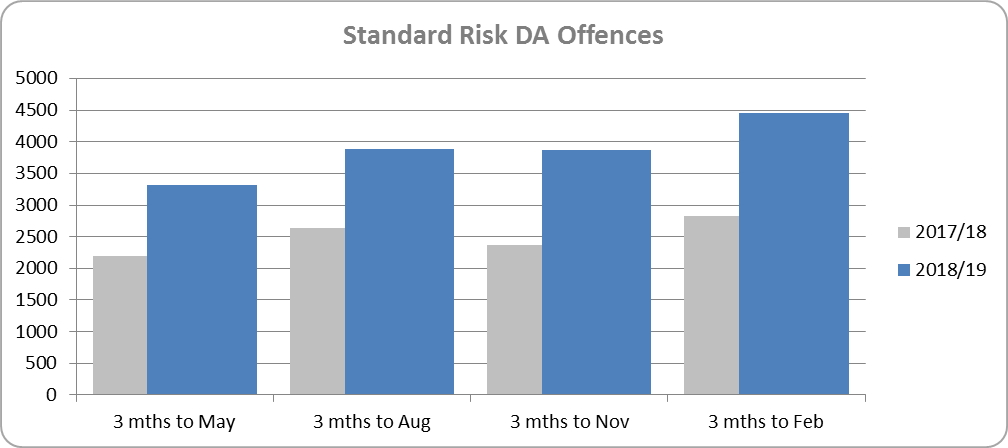 Standard Risk DA Offences
5000
4500
4000
3500
3000
2500
2000
1500
1000
500
0
3 mths to May
3 mths to Aug
3 mths to Nov
3 mths to Feb
2017/18
2018/19